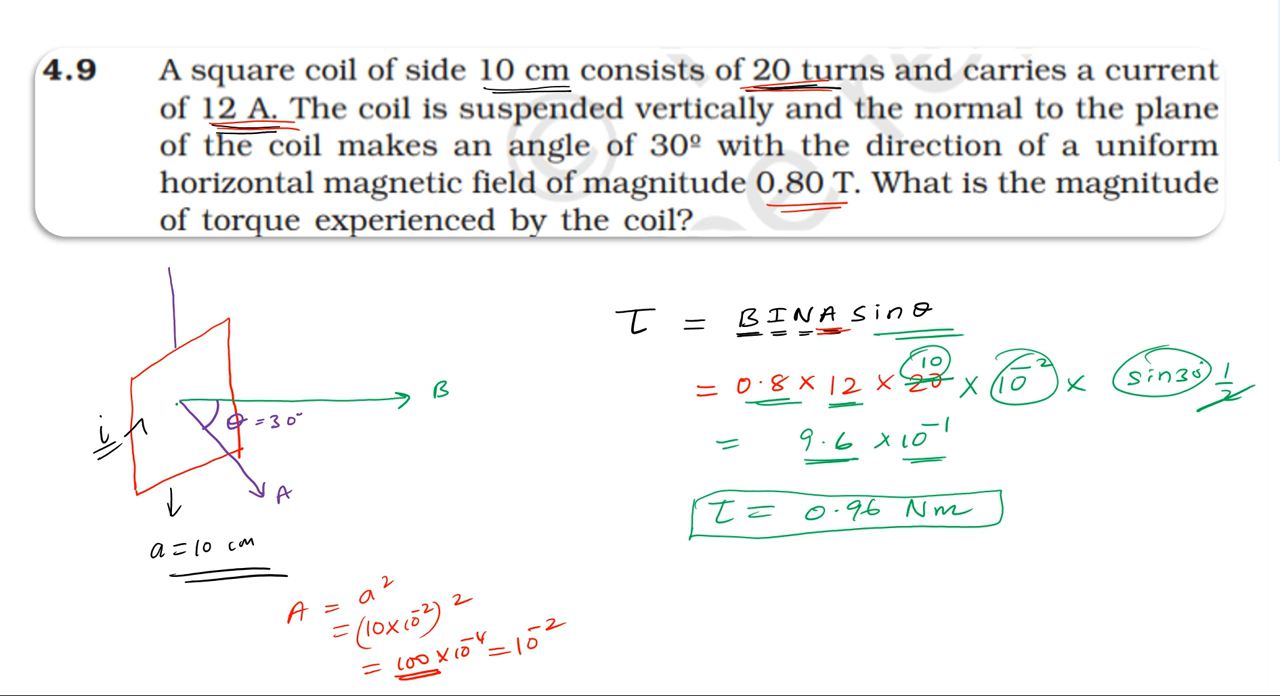 4.9 A square coil of side 10 cm consists of 20 turns and carries a current
of 12 A. The coil is suspended vertically and the normal to the plane
of the coil makes an angle of 30º with the direction of a uniform
horizontal magnetic field of magnitude 0.80 T. What is the magnitude
of torque experienced by the coil?
τ = BINA sinθ
= 0.8 × 12 × 20 10 × 10⁻² × sin30° 1/2
= 9.6 × 10⁻¹
τ = 0.96 Nm
B
θ = 30°
i
A
a = 10 cm
A = a²
= (10×10⁻²)²
= 100 × 10⁻⁴ = 10⁻²